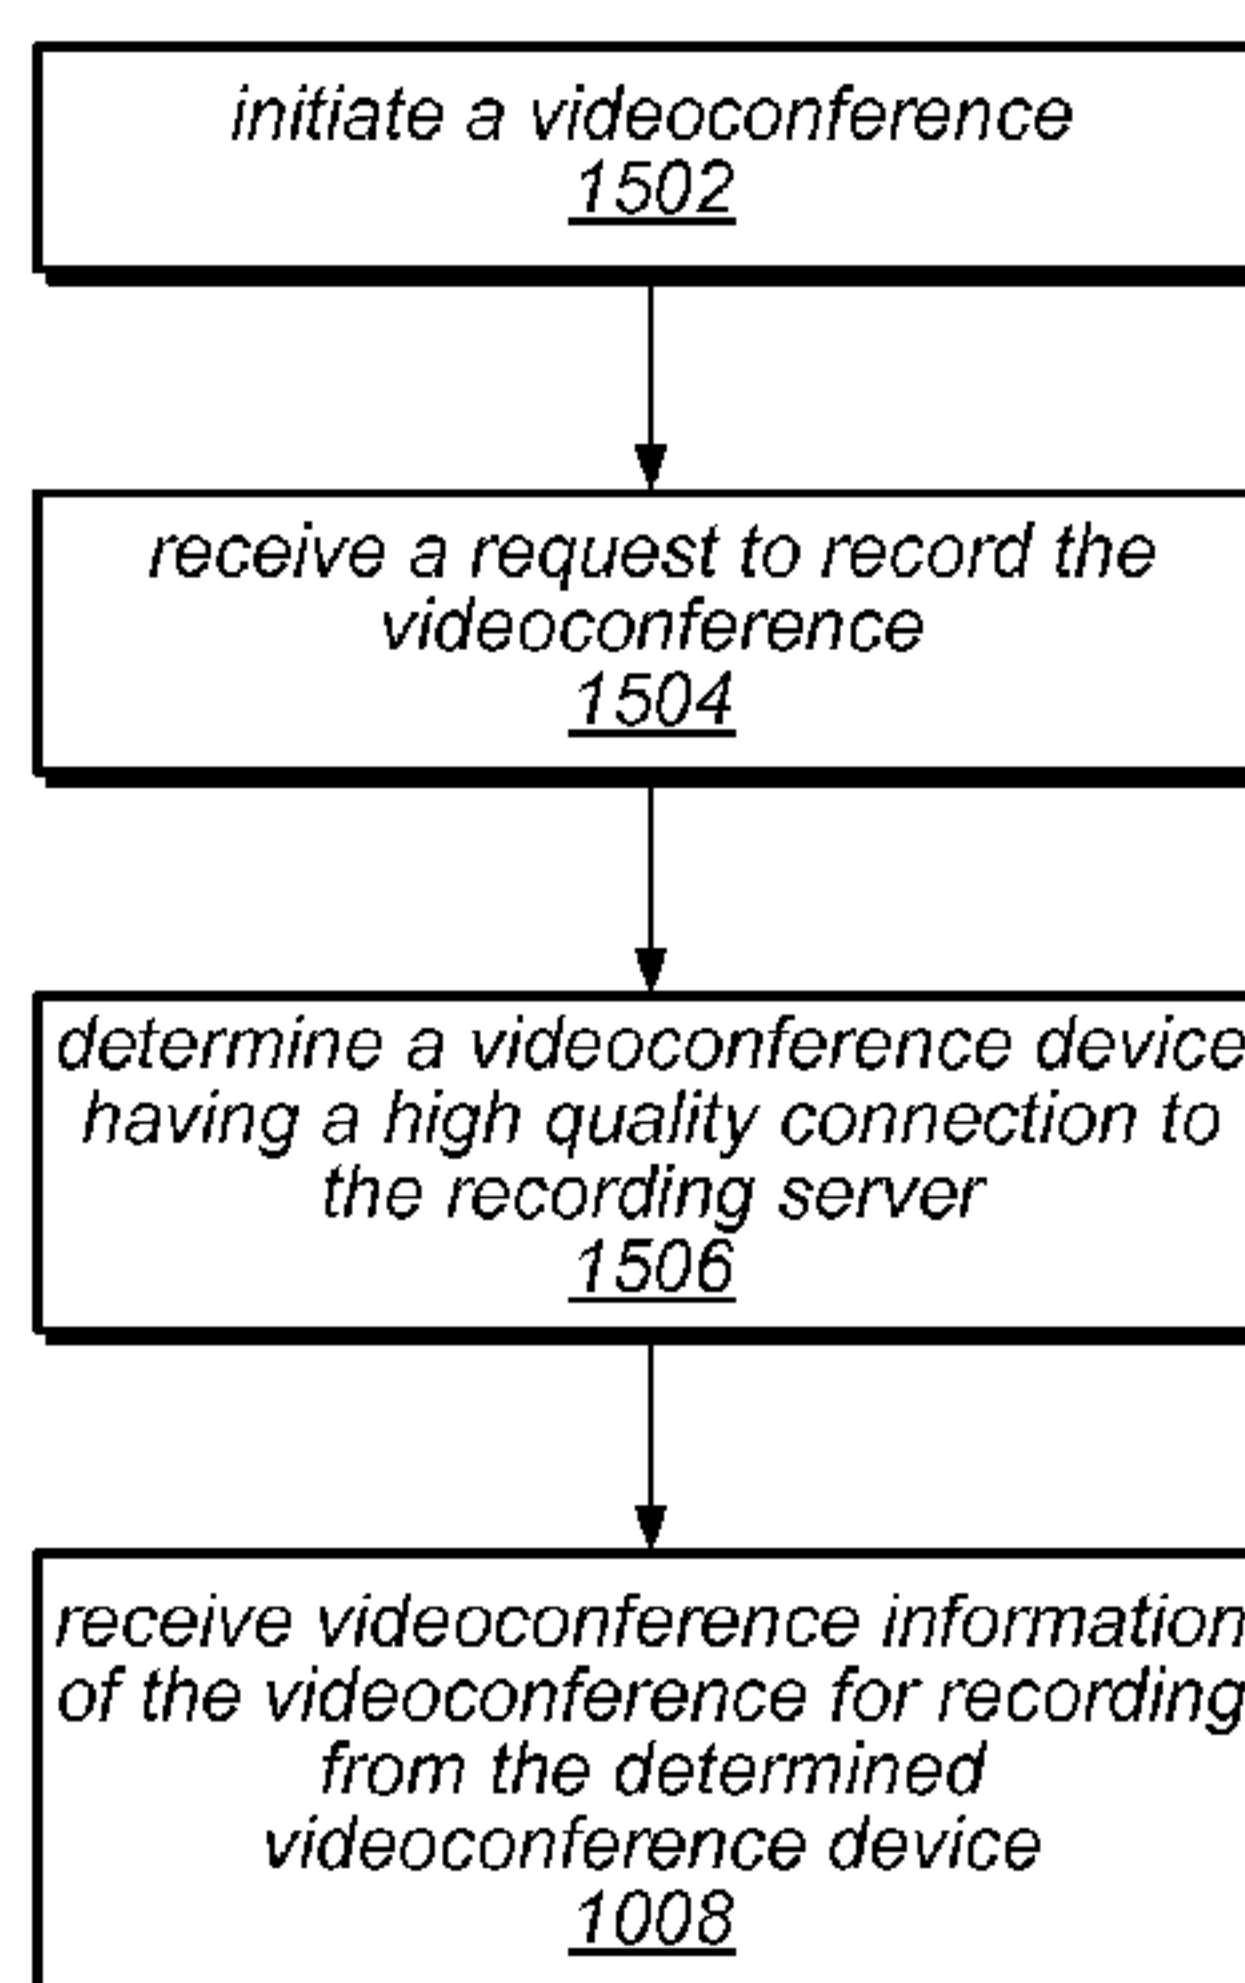 initiate a videoconference
1502
receive a request to record the
videoconference
1504
determine a videoconference device
having a high quality connection to
the recording server
1506
receive videoconference information
of the videoconference for recording
from the determined
videoconference device
1008